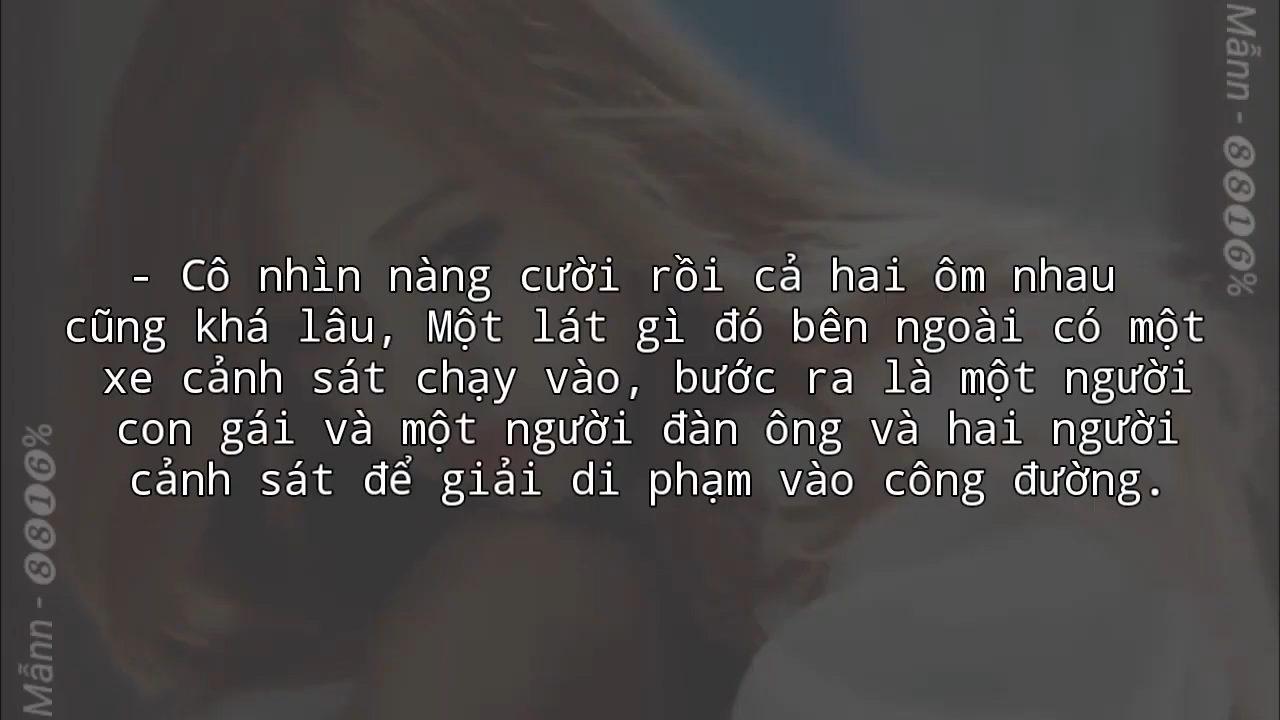 - Cô nhìn nàng cười rồi cả hai ôm nhau
cũng khá lâu, Một lát gì đó bên ngoài có một
xe cảnh sát chạy vào, bước ra là một người
con gái và một người đàn ông và hai người
cảnh sát để giải di phạm vào công đường.
Mẫnn - ❽❽❶❻%
Mẫnn - ❽❽❶❻%